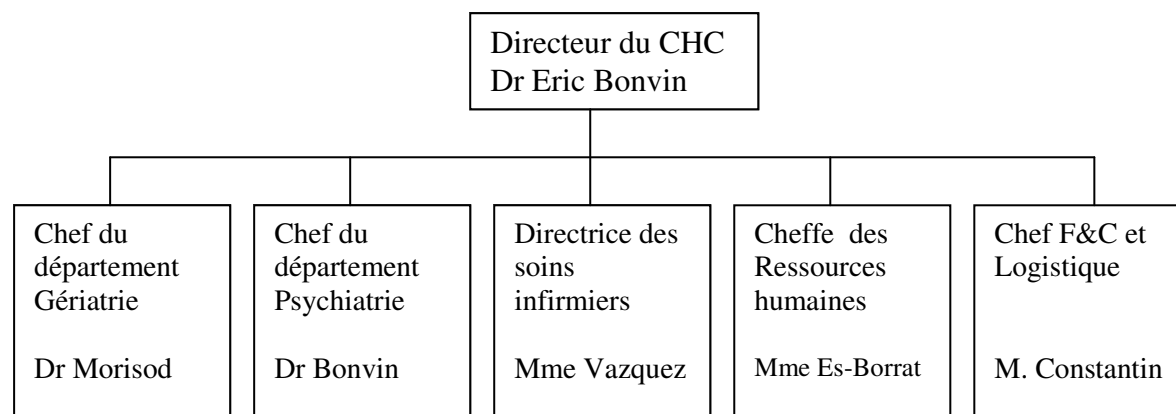 Directeur du CHC
Dr Eric Bonvin
Chef du
département
Gériatrie
Dr Morisod
Chef du
département
Psychiatrie
Dr Bonvin
Directrice des
soins
infirmiers
Mme Vazquez
Cheffe des
Ressources
humaines
Mme Es-Borrat
Chef F&C et
Logistique
M. Constantin